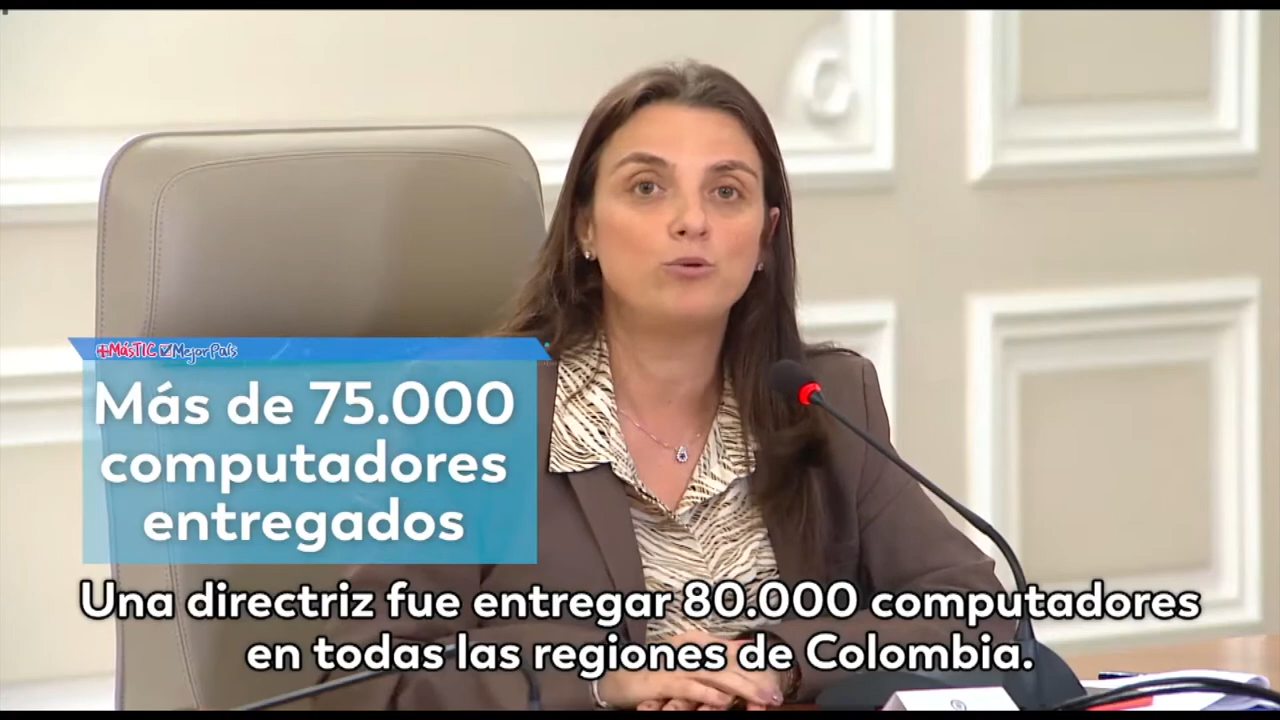 +MásTIC MejorPaís
Más de 75.000
computadores
entregados
Una directriz fue entregar 80.000 computadores
en todas las regiones de Colombia.